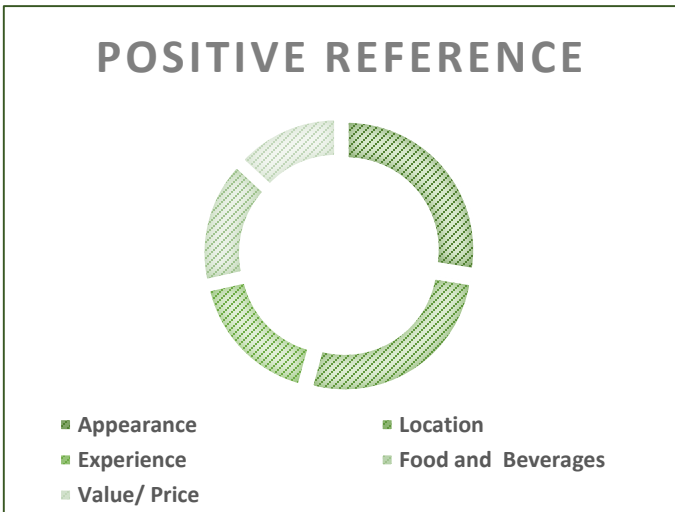 POSITIVE REFERENCE
Appearance
Location
Experience
Food and Beverages
Value/ Price